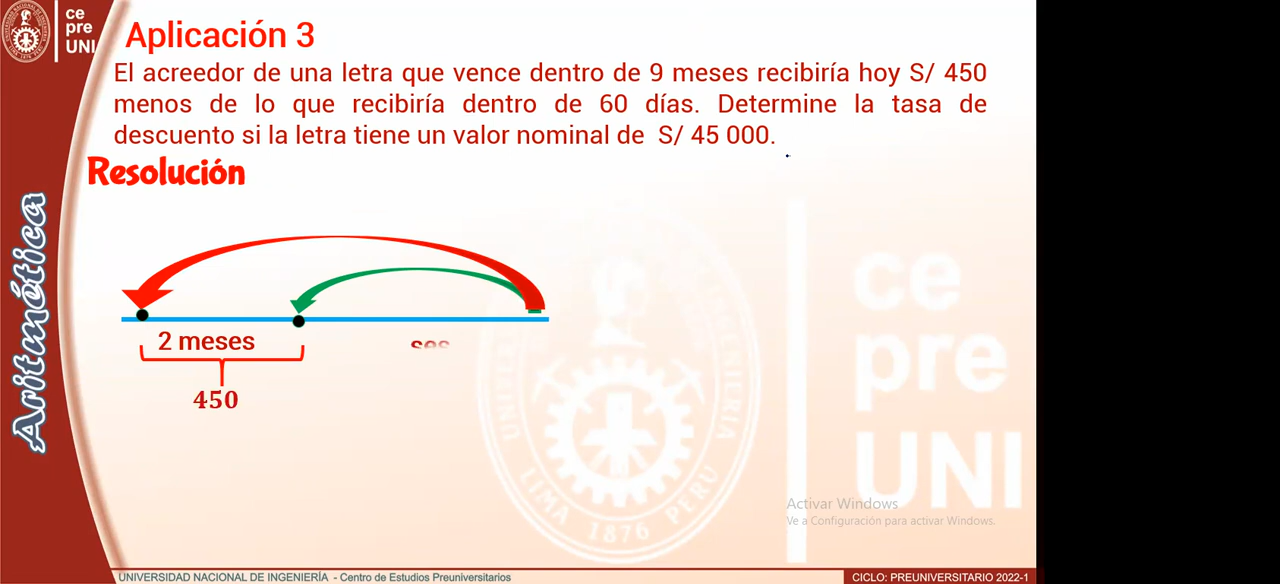 ce
pre
UNI
Aplicación 3
El acreedor de una letra que vence dentro de 9 meses recibiría hoy S/ 450
menos de lo que recibiría dentro de 60 días. Determine la tasa de
descuento si la letra tiene un valor nominal de S/ 45 000.
Resolución
Aritmética
2 meses
450
ce
pre
UNI
LIMA 1876 PERU
Activar Windows
Ve a Configuración para activar Windows.
UNIVERSIDAD NACIONAL DE INGENIERÍA - Centro de Estudios Preuniversitarios
CICLO: PREUNIVERSITARIO 2022-1